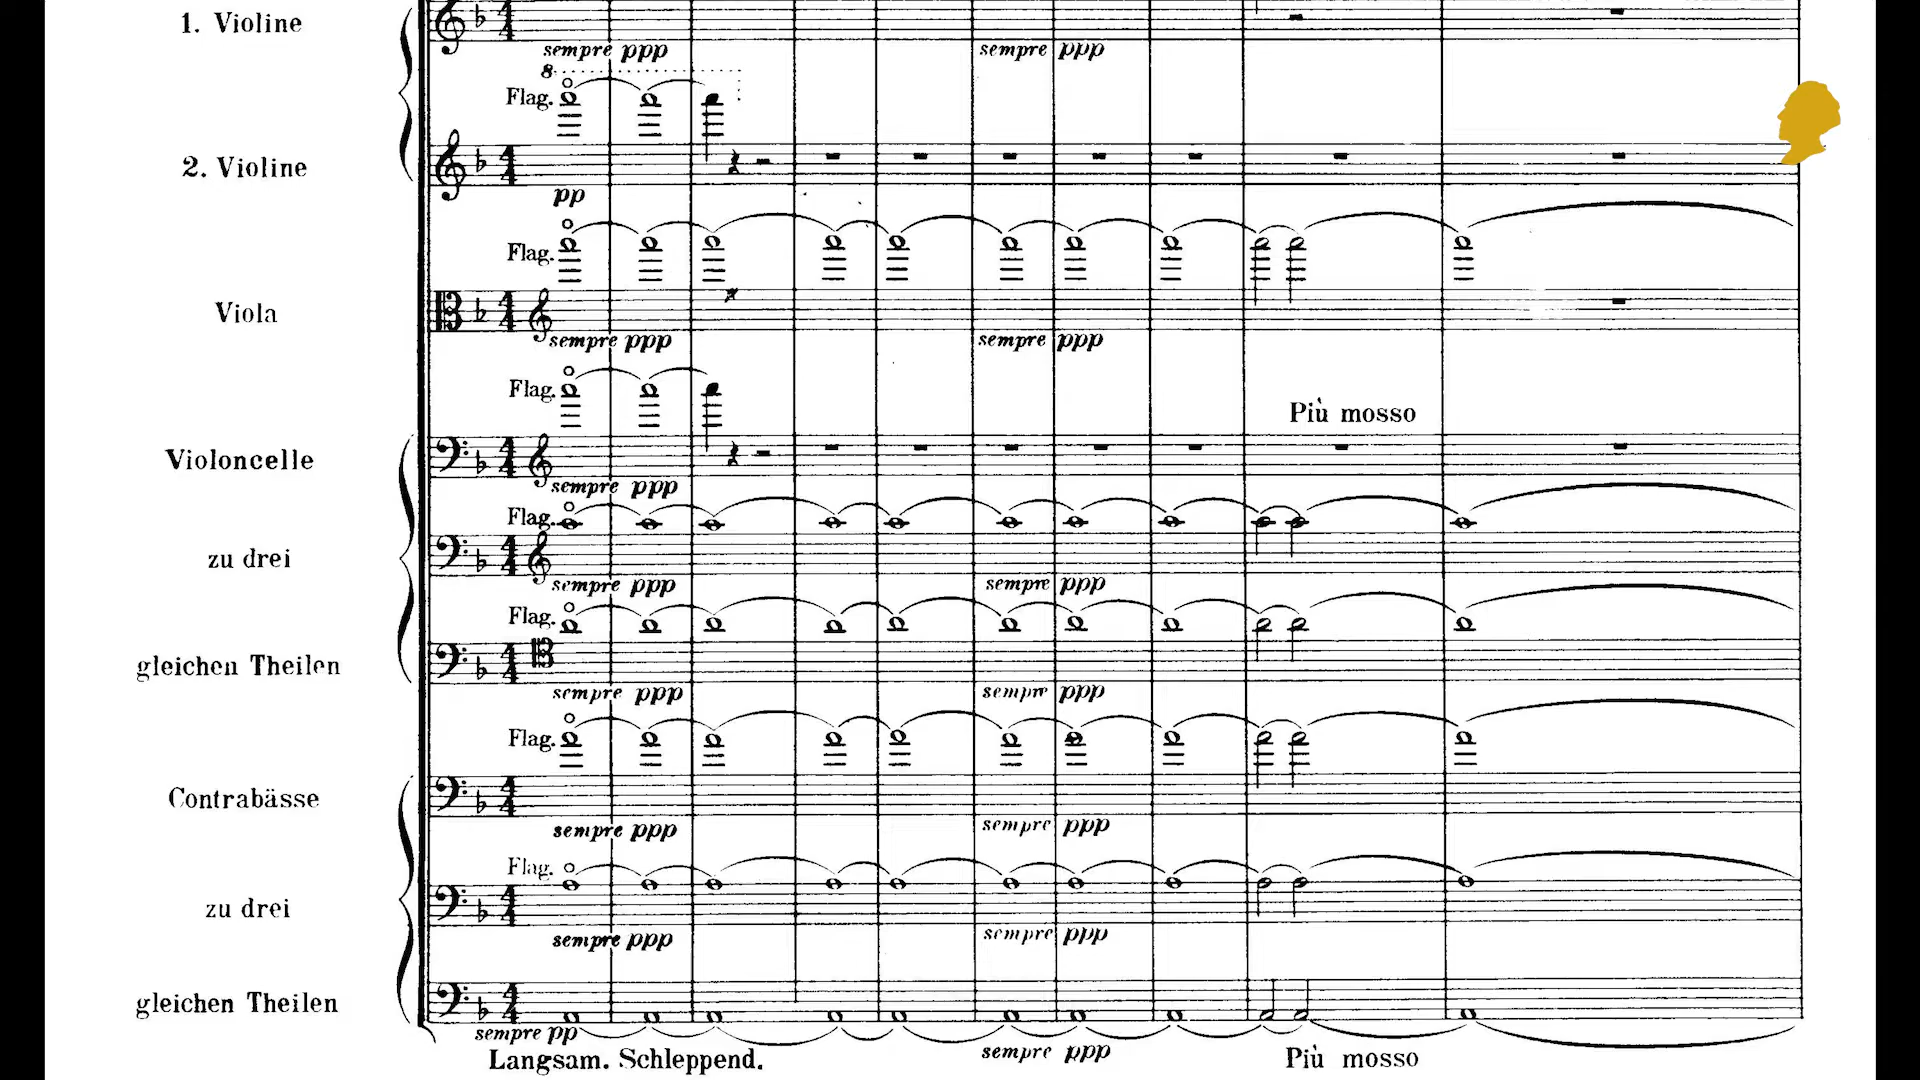 1. Violine
sempre ppp sempre ppp
8
Flag.
2. Violine
pp
Flag.
Viola
sempre ppp sempre ppp
Flag.
Più mosso
Violoncelle
sempre ppp
Flag.
zu drei
sempre ppp sempre ppp
Flag.
gleichen Theilen
sempre ppp sempre ppp
Flag.
Contrabässe
sempre ppp sempre ppp
Flag.
zu drei
sempre ppp sempre ppp
gleichen Theilen
sempre pp
sempre ppp
Langsam. Schleppend. Più mosso